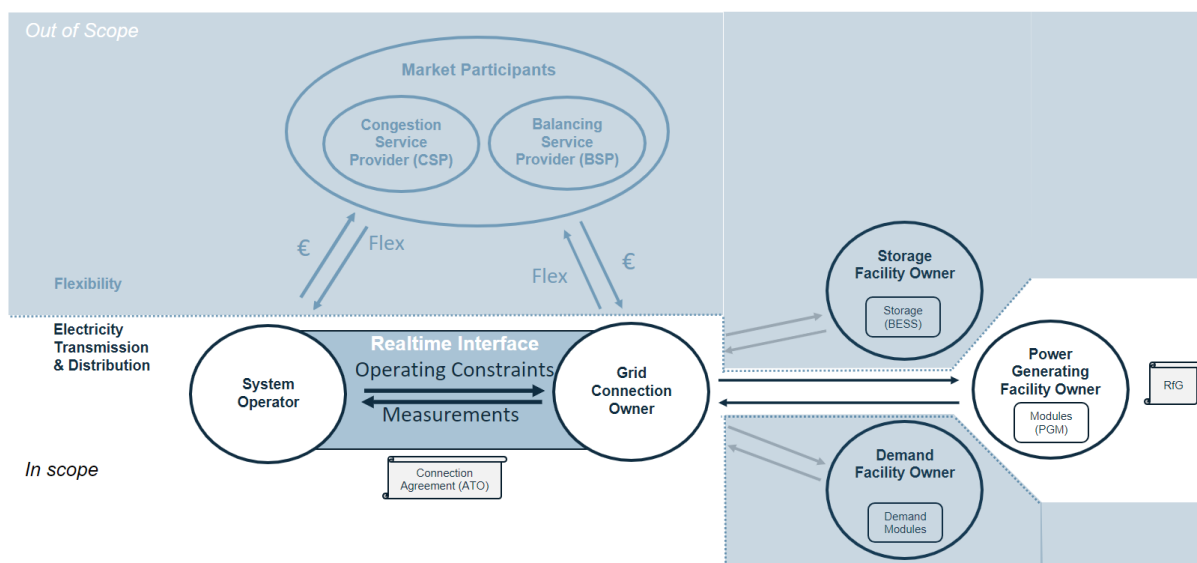 Out of Scope
Market Participants
Congestion
Service
Provider (CSP)
Balancing
Service
Provider (BSP)
€
Flex
Flex
€
Flexibility
Electricity
Transmission
& Distribution
System
Operator
Realtime Interface
Operating Constraints
Measurements
Grid
Connection
Owner
Connection
Agreement (ATO)
In scope
Storage
Facility Owner
Storage
(BESS)
Power
Generating
Facility Owner
Modules
(PGM)
RfG
Demand
Facility Owner
Demand
Modules